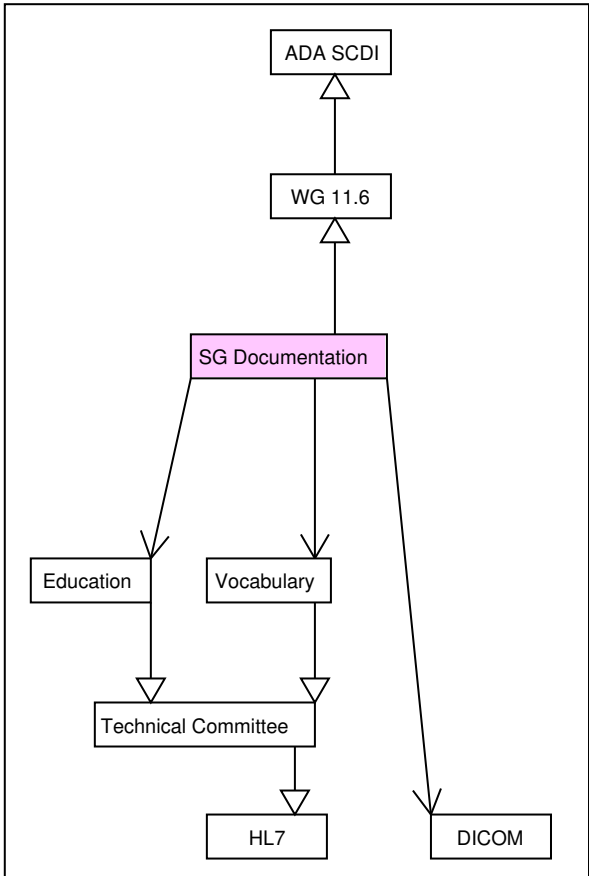 ADA SCDI
WG 11.6
SG Documentation
Education
Vocabulary
Technical Committee
HL7
DICOM